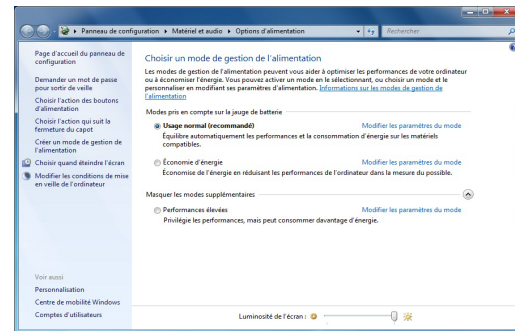 Panneau de configuration ▸ Matériel et audio ▸ Options d'alimentation
Rechercher
Page d'accueil du panneau de
configuration
Demander un mot de passe
pour sortir de veille
Choisir l'action des boutons
d'alimentation
Choisir l'action qui suit la
fermeture du capot
Créer un mode de gestion de
l'alimentation
Choisir quand éteindre l'écran
Modifier les conditions de mise
en veille de l'ordinateur
Voir aussi
Personnalisation
Centre de mobilité Windows
Comptes d'utilisateurs
Choisir un mode de gestion de l'alimentation
Les modes de gestion de l'alimentation peuvent vous aider à optimiser les performances de votre ordinateur
ou à économiser l'énergie. Vous pouvez activer un mode en le sélectionnant, ou choisir un mode et le
personnaliser en modifiant ses paramètres d'alimentation. Informations sur les modes de gestion de
l'alimentation
Modes pris en compte sur la jauge de batterie
Usage normal (recommandé) Modifier les paramètres du mode
Équilibre automatiquement les performances et la consommation d'énergie sur les matériels
compatibles.
Économie d'énergie Modifier les paramètres du mode
Économise de l'énergie en réduisant les performances de l'ordinateur dans la mesure du possible.
Masquer les modes supplémentaires
Performances élevées Modifier les paramètres du mode
Privilégie les performances, mais peut consommer davantage d'énergie.
Luminosité de l'écran :